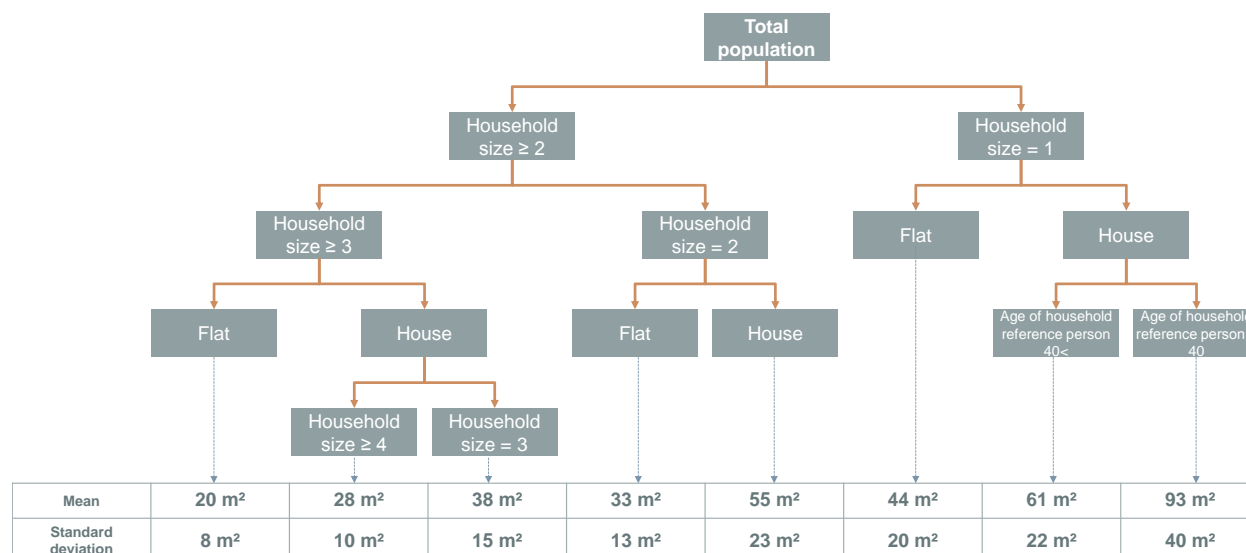 Total
population
Household
size ≥ 2
Household
size = 1
Household
size ≥ 3
Household
size = 2
Flat
House
Flat
House
Flat
House
Age of household
reference person
40<
Age of household
reference person
40
Household
size ≥ 4
Household
size = 3
Mean 20 m² 28 m² 38 m² 33 m² 55 m² 44 m² 61 m² 93 m²
Standard
deviation 8 m² 10 m² 15 m² 13 m² 23 m² 20 m² 22 m² 40 m²